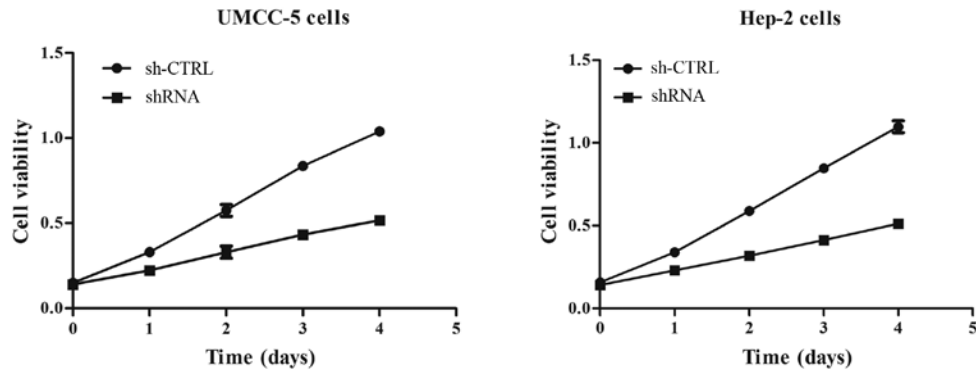 UMCC-5 cells
1.5
1.0
0.5
0.0
Cell viability
sh-CTRL
shRNA
0 1 2 3 4 5
Time (days)
Hep-2 cells
1.5
1.0
0.5
0.0
Cell viability
sh-CTRL
shRNA
0 1 2 3 4 5
Time (days)